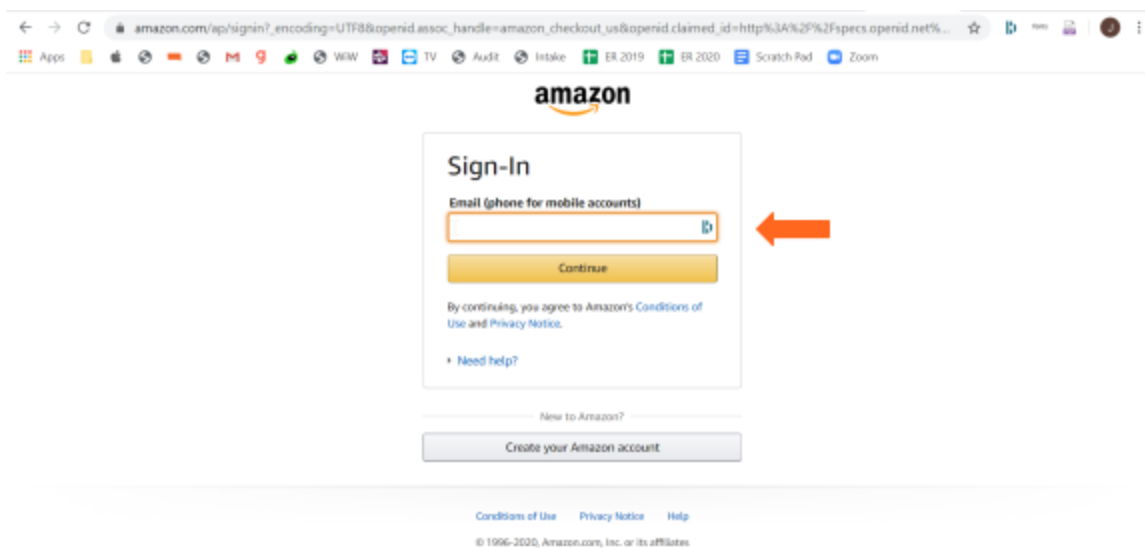 amazon.com/ap/signin?_encoding=UTF8&openid.assoc_handle=amazon_checkout_us&openid.claimed_id=http%3A%2F%2Fspecs.openid.net%...
Apps WiW TV Audit Intake ER 2019 ER 2020 Scratch Pad Zoom
amazon
Sign-In
Email (phone for mobile accounts)
Continue
By continuing, you agree to Amazon's Conditions of
Use and Privacy Notice.
Need help?
New to Amazon?
Create your Amazon account
Conditions of Use Privacy Notice Help
© 1996-2020, Amazon.com, Inc. or its affiliates